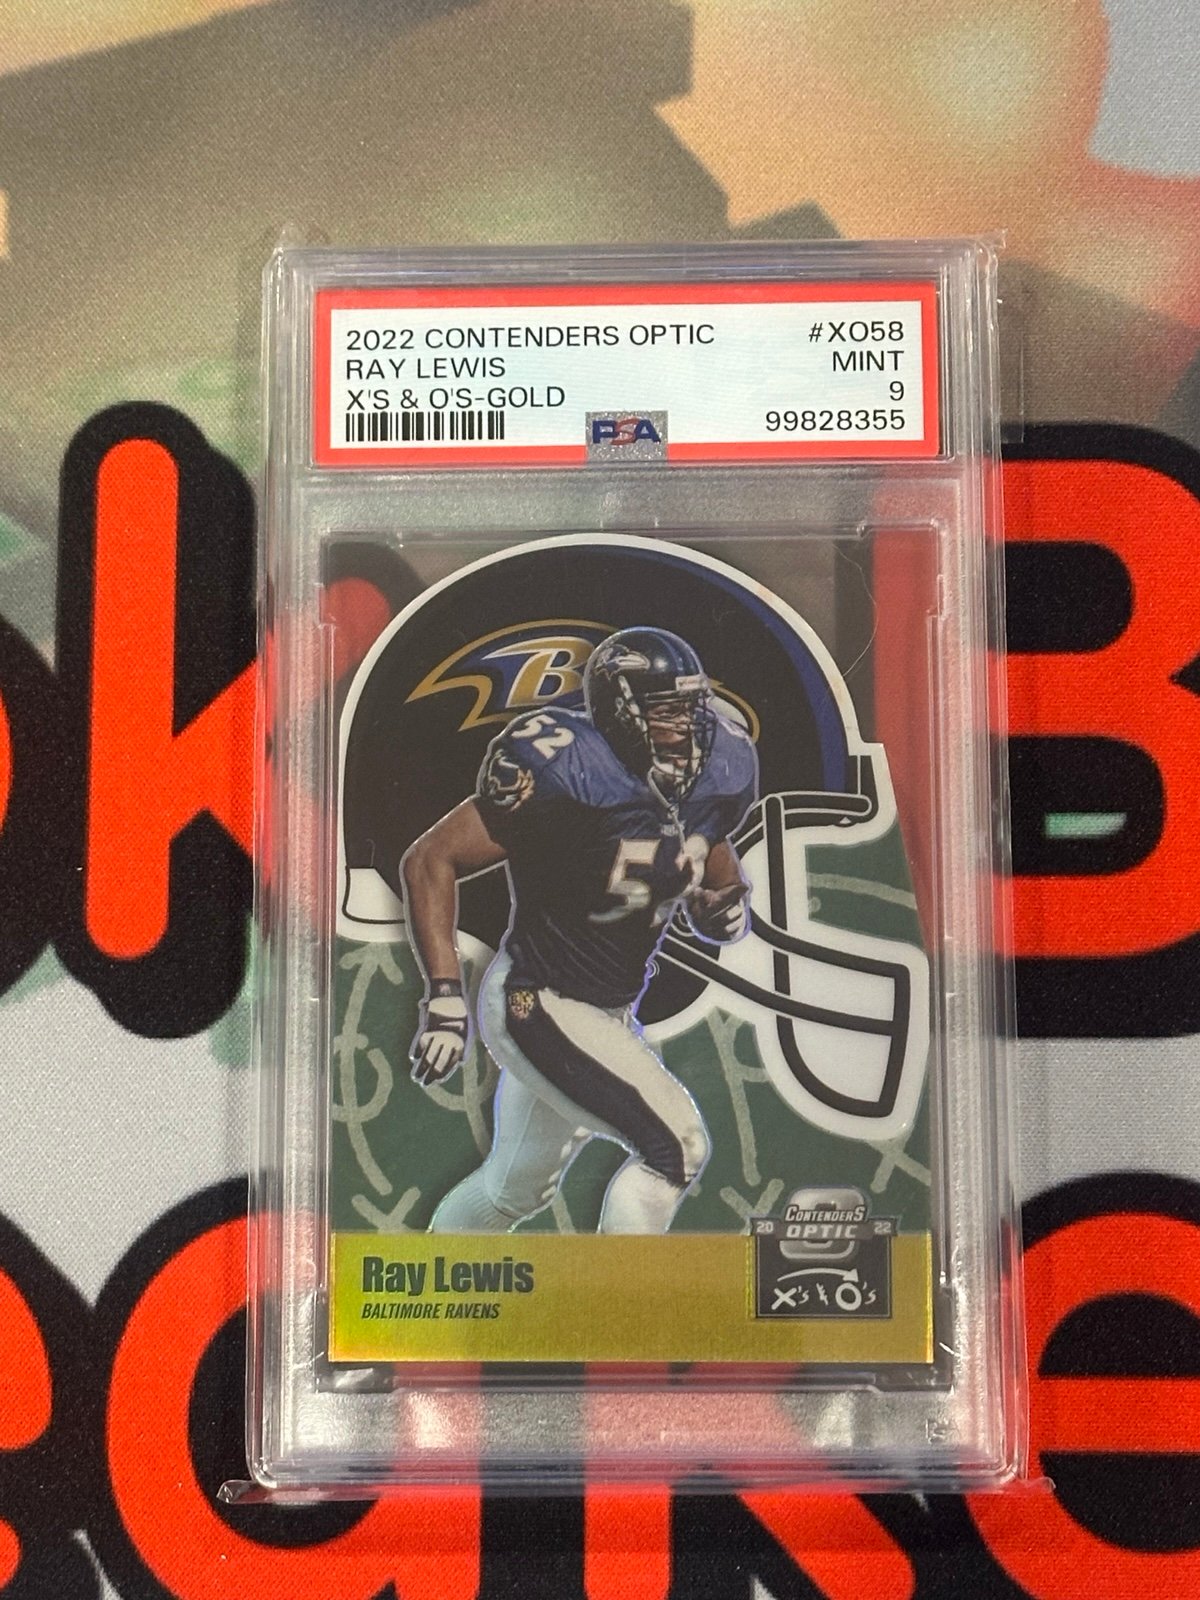 2022 CONTENDERS OPTIC #XO58
RAY LEWIS MINT
X'S & O'S-GOLD 9
PSA 99828355
B
52
52
20 CONTENDERS 22
OPTIC
X's & O's
Ray Lewis
BALTIMORE RAVENS